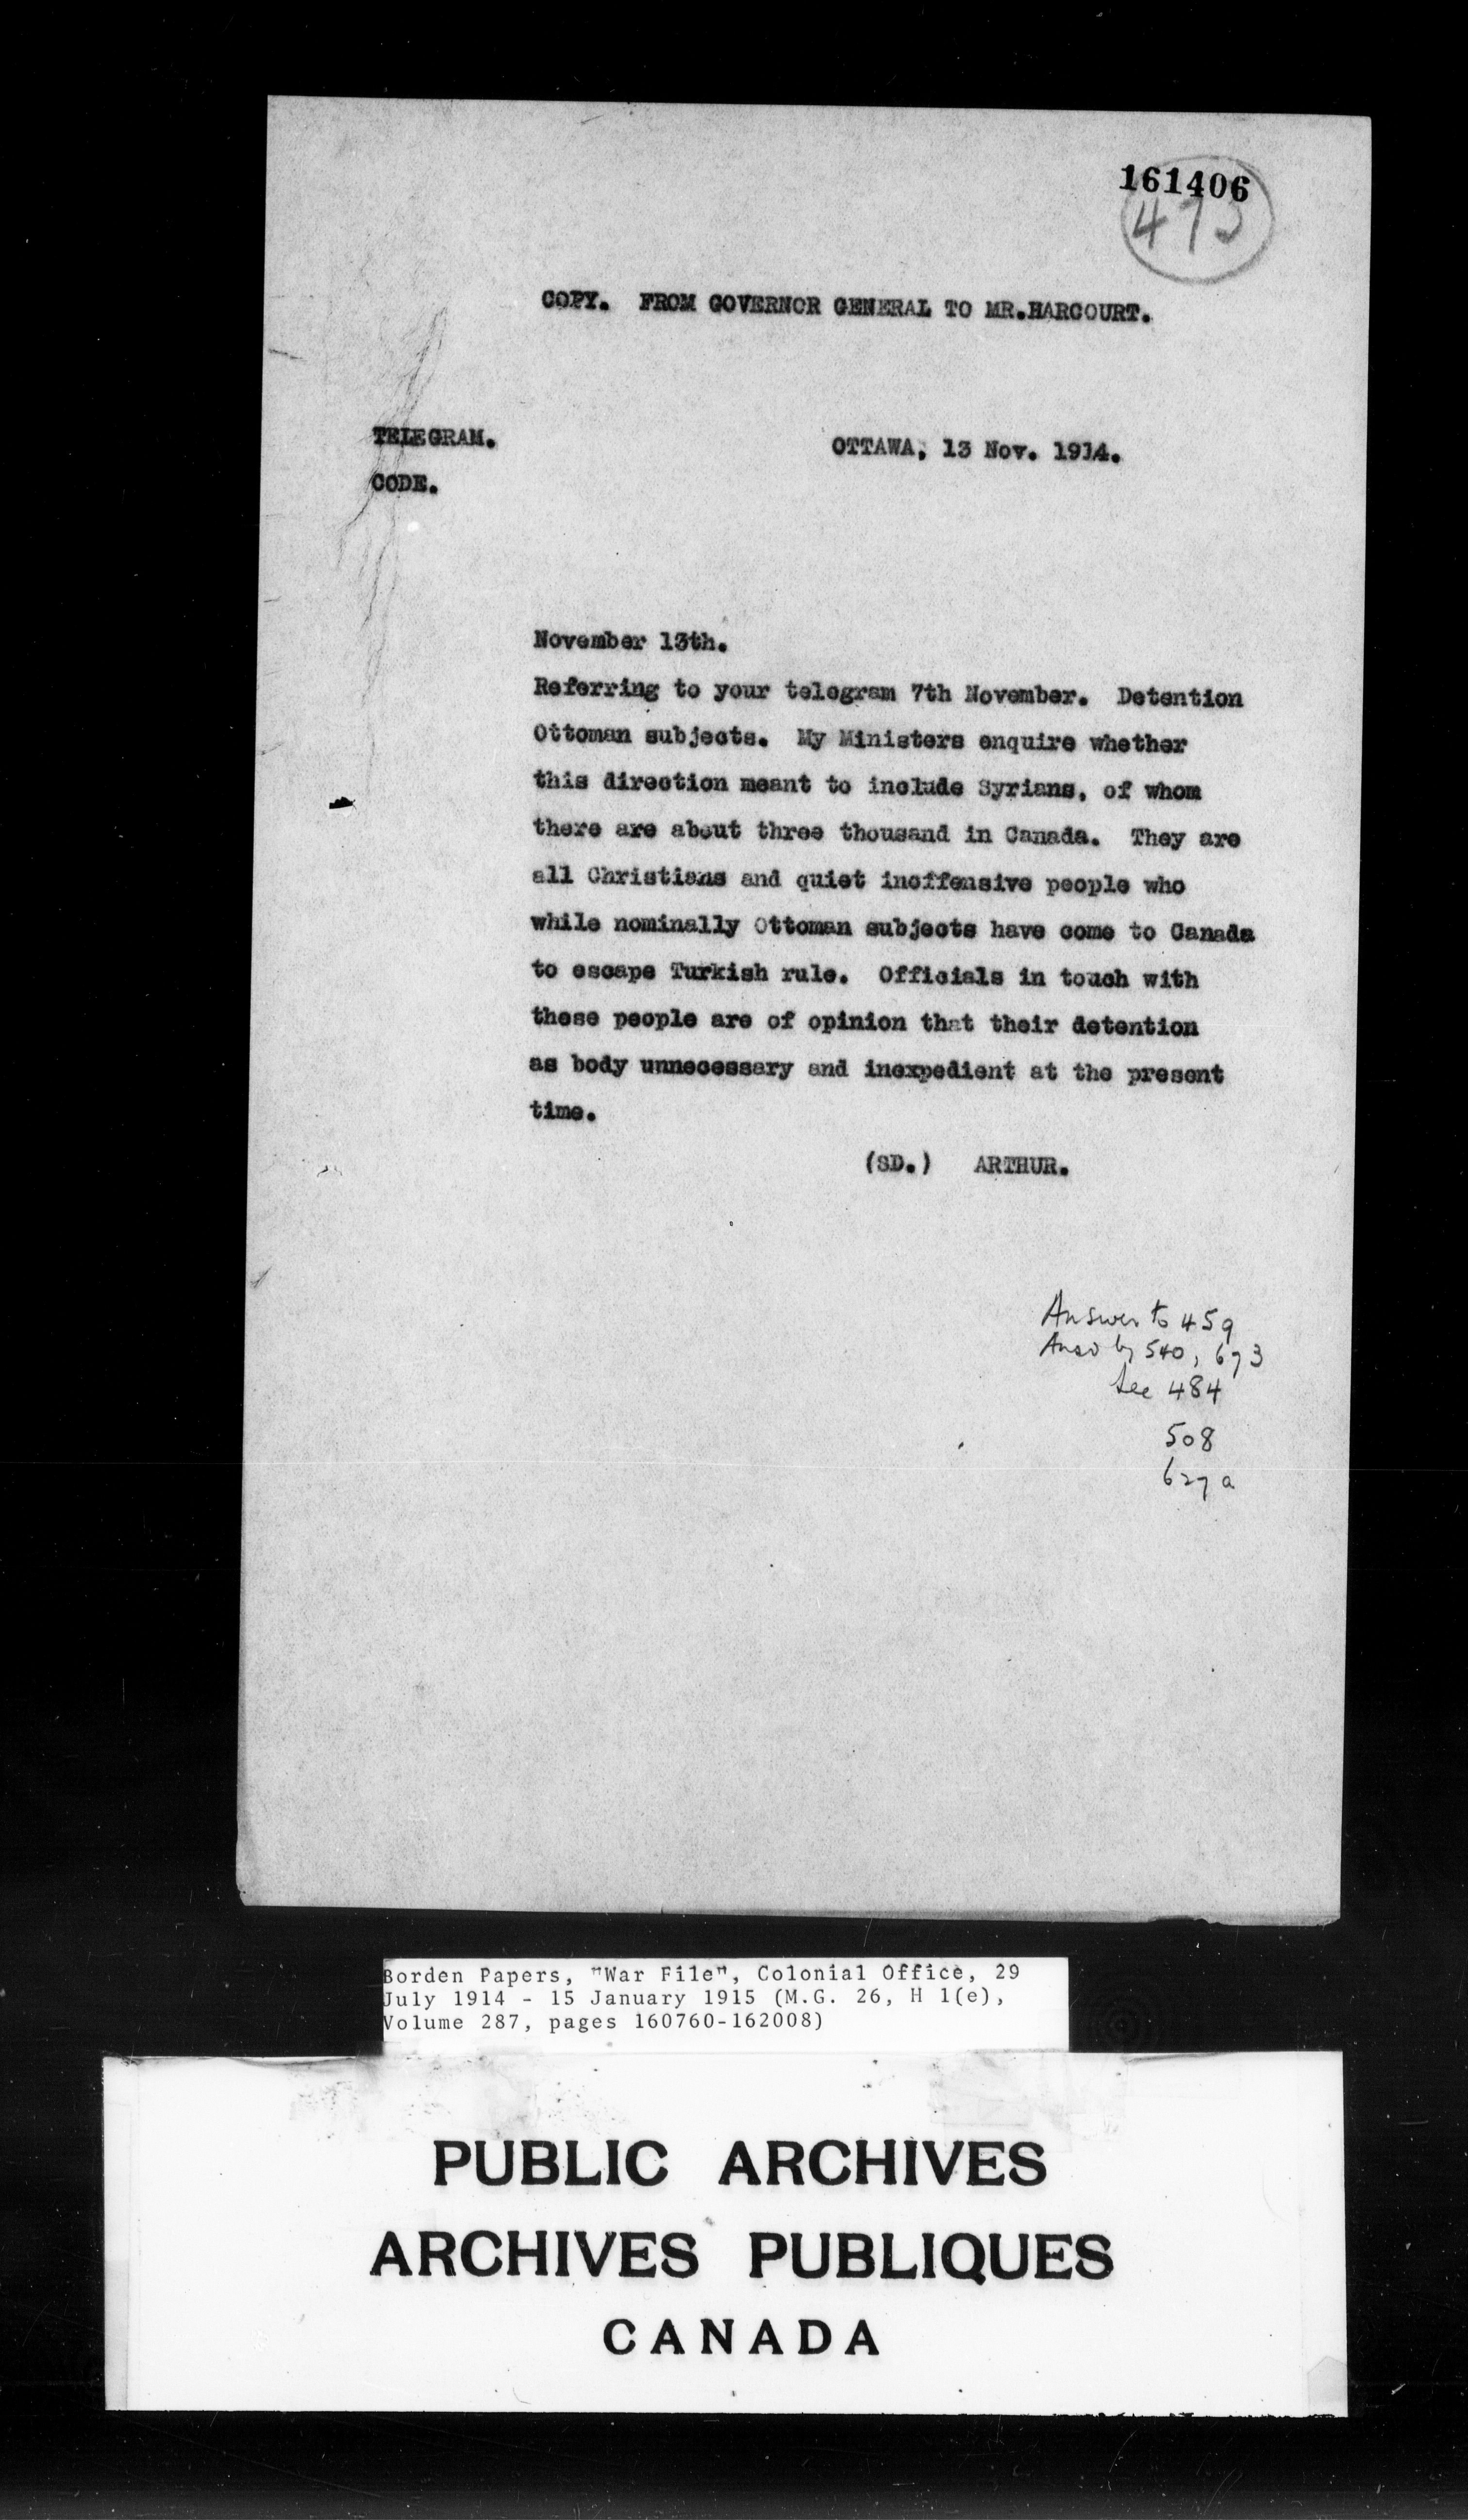 161406
473
COPY. FROM GOVERNOR GENERAL TO MR.HARCOURT.
TELEGRAM.
OTTAWA, 13 Nov. 1914.
CODE.
November 13th.
Referring to your telegram 7th November. Detention
Ottoman subjects. My Ministers enquire whether
this direction meant to include Syrians, of whom
there are about three thousand in Canada. They are
all Christians and quiet inoffensive people who
while nominally Ottoman subjects have come to Canada
to escape Turkish rule. Officials in touch with
these people are of opinion that their detention
as body unnecessary and inexpedient at the present
time.
(SD.) ARTHUR.
Answer to 459
Ansd by 540, 673
See 484
508
627a
Borden Papers, "War File", Colonial Office, 29
July 1914 - 15 January 1915 (M.G. 26, H 1(e),
Volume 287, pages 160760-162008)
PUBLIC ARCHIVES
ARCHIVES PUBLIQUES
CANADA